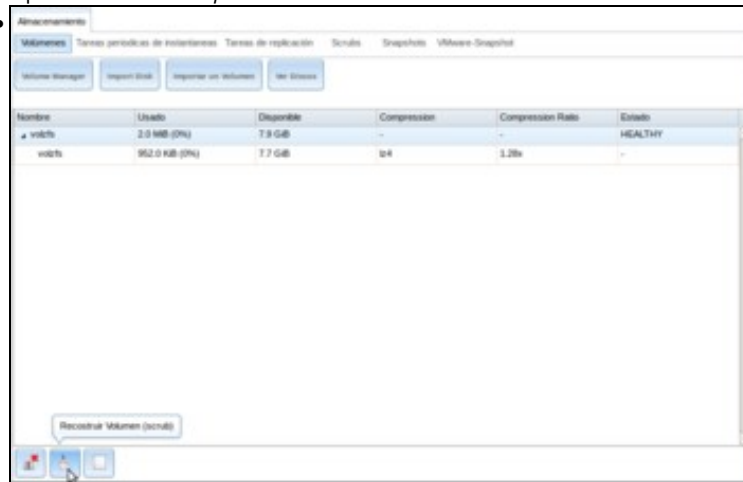 Almacenamiento
Volúmenes Tareas periódicas de instantaneas Tareas de replicación Scrubs Snapshots VMware-Snapshot
Volume Manager Import Disk Importar un Volumen Ver Discos
Nombre Usado Disponible Compression Compression Ratio Estado
volzfs 2.0 MiB (0%) 7.9 GiB - - HEALTHY
volzfs 952.0 KiB (0%) 7.7 GiB lz4 1.28x -
Recostruir Volumen (scrub)